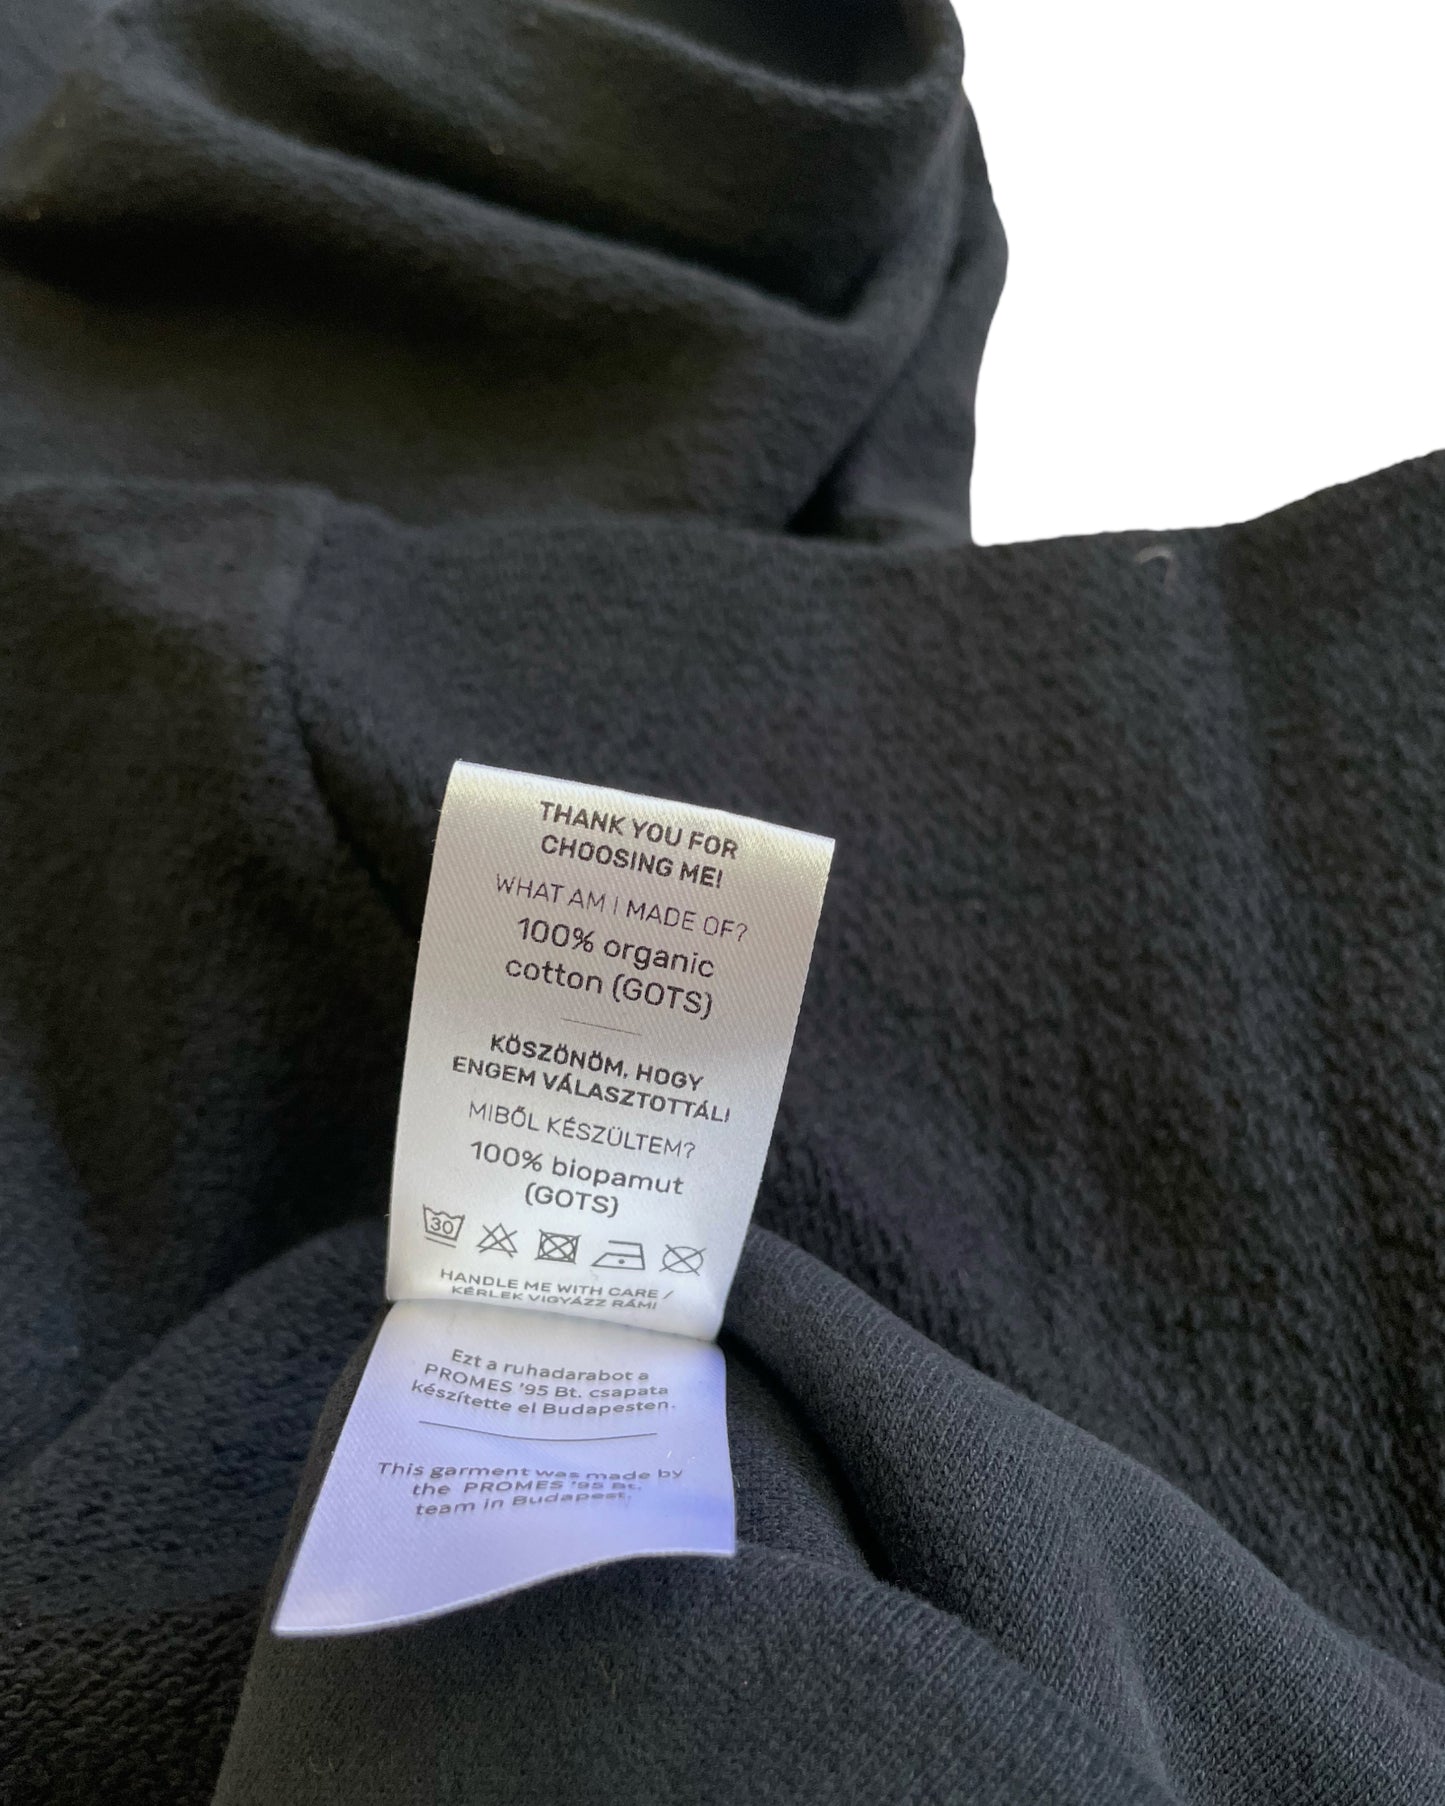 THANK YOU FOR
CHOOSING ME!
WHAT AM I MADE OF?
100% organic
cotton (GOTS)
KÖSZÖNÖM, HOGY
ENGEM VÁLASZTOTTÁL!
MIBŐL KÉSZÜLTEM?
100% biopamut
(GOTS)
30
HANDLE ME WITH CARE /
KÉRLEK VIGYÁZZ RÁM!
Ezt a ruhadarabot a
PROMES '95 Bt. csapata
készítette el Budapesten.
This garment was made by
the PROMES '95 Bt.
team in Budapest.